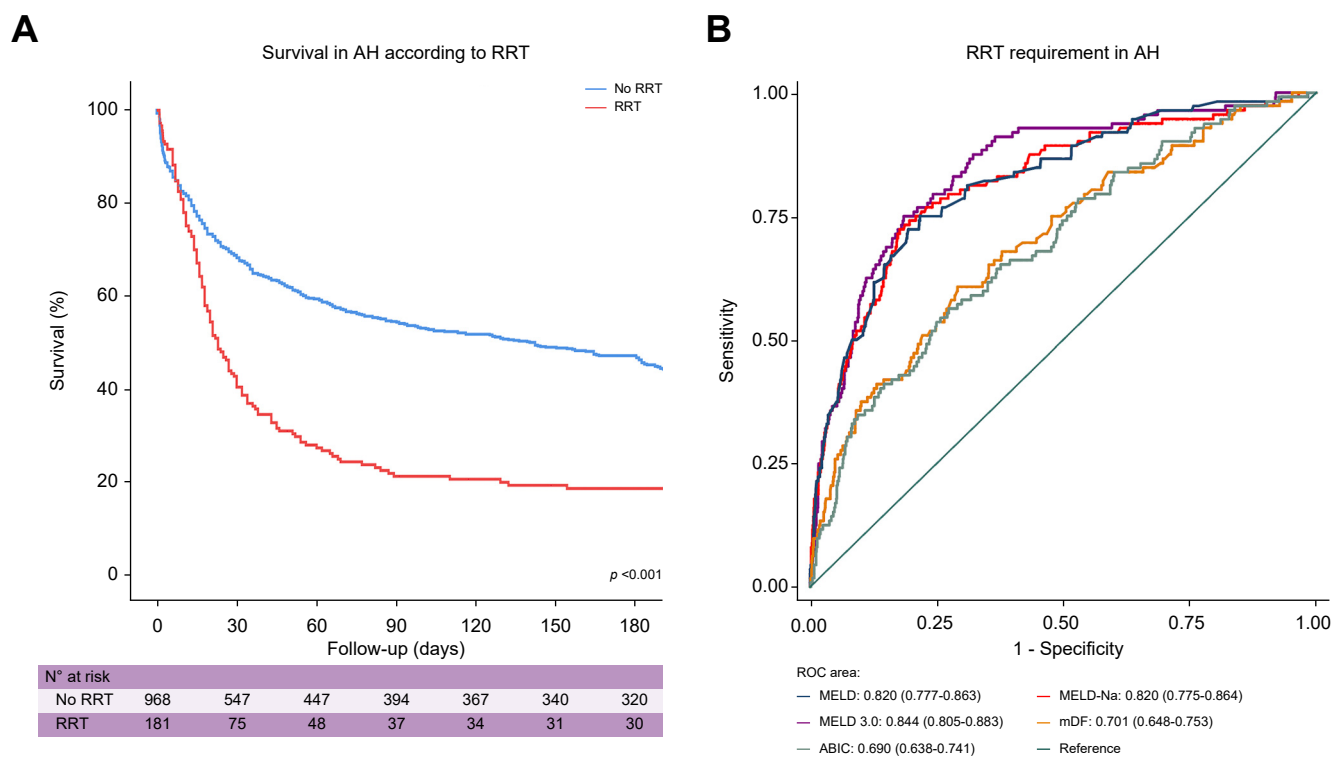 A
Survival in AH according to RRT
No RRT
RRT
100
80
60
40
20
0
Survival (%)
p <0.001
0 30 60 90 120 150 180
Follow-up (days)
N° at risk
No RRT 968 547 447 394 367 340 320
RRT 181 75 48 37 34 31 30
B
RRT requirement in AH
1.00
0.75
0.50
0.25
0.00
Sensitivity
0.00 0.25 0.50 0.75 1.00
1 - Specificity
ROC area:
MELD: 0.820 (0.777-0.863) MELD-Na: 0.820 (0.775-0.864)
MELD 3.0: 0.844 (0.805-0.883) mDF: 0.701 (0.648-0.753)
ABIC: 0.690 (0.638-0.741) Reference